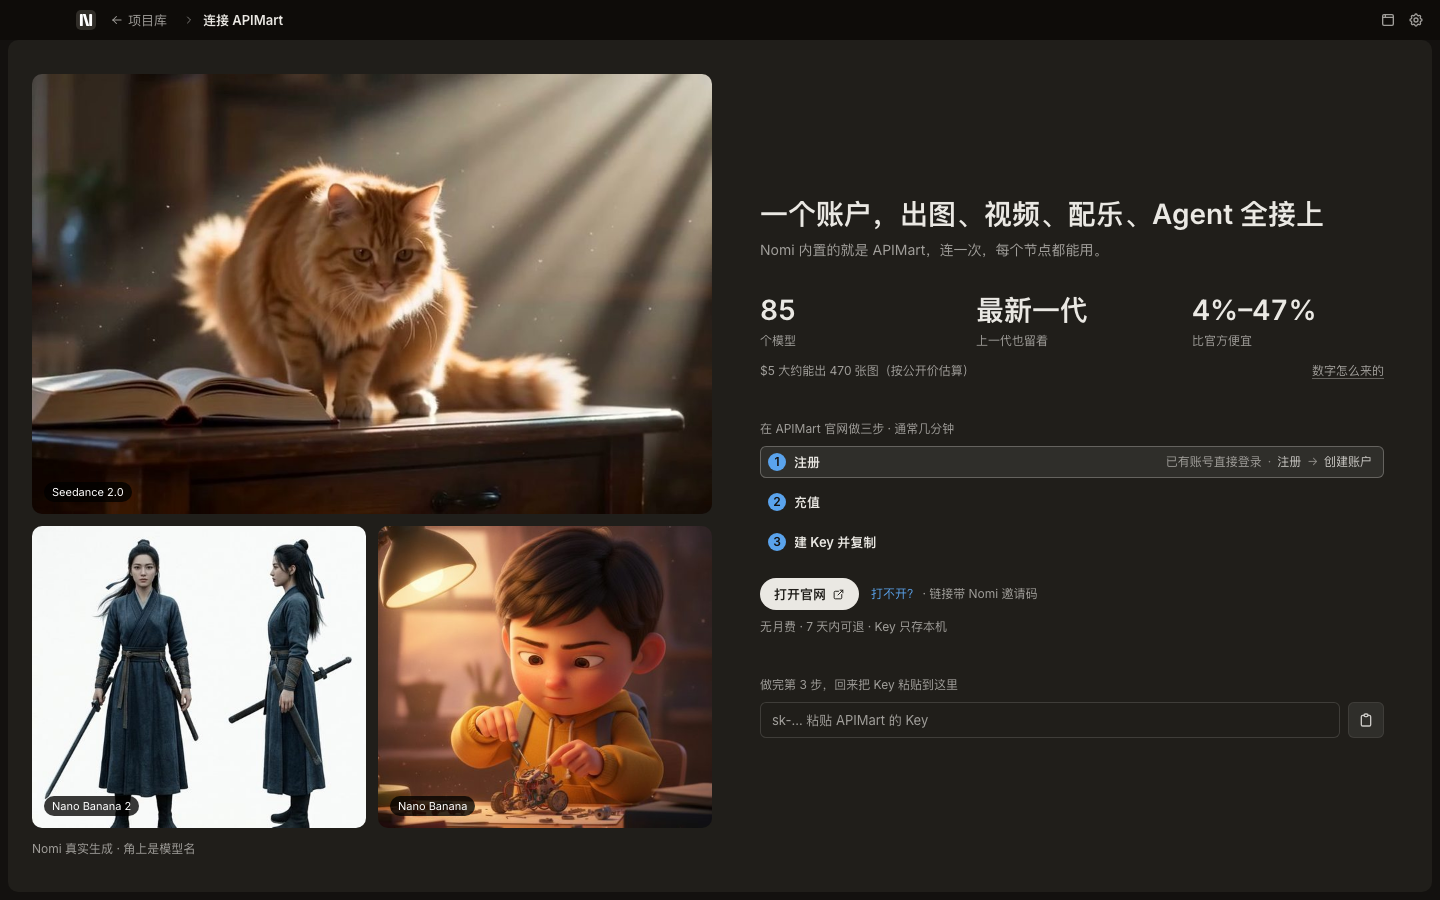 N
← 项目库 > 连接 APIMart
Seedance 2.0
Nano Banana 2
Nano Banana
Nomi 真实生成 · 角上是模型名
一个账户，出图、视频、配乐、Agent 全接上
Nomi 内置的就是 APIMart，连一次，每个节点都能用。
85
个模型
最新一代
上一代也留着
4%–47%
比官方便宜
$5 大约能出 470 张图（按公开价估算）
数字怎么来的
在 APIMart 官网做三步 · 通常几分钟
1 注册
已有账号直接登录 · 注册 → 创建账户
2 充值
3 建 Key 并复制
打开官网
打不开? · 链接带 Nomi 邀请码
无月费 · 7 天内可退 · Key 只存本机
做完第 3 步，回来把 Key 粘贴到这里
sk-... 粘贴 APIMart 的 Key